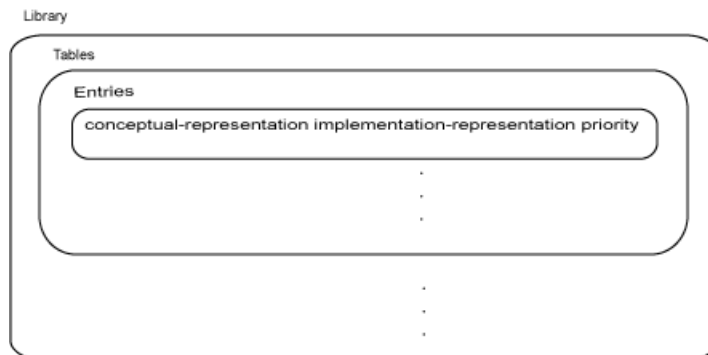 Library
Tables
Entries
conceptual-representation implementation-representation priority
.
.
.
.
.
.